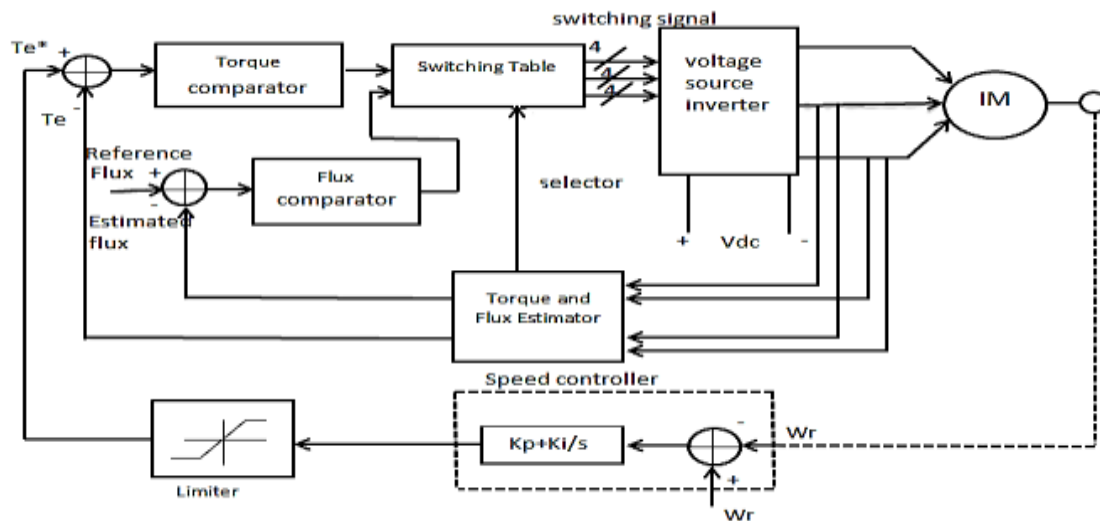 switching signal
Te*
+
Torque
comparator
Switching Table
4
4
4
voltage
source
inverter
IM
-
Te
Reference
Flux
+
-
Estimated
flux
Flux
comparator
selector
+
Vdc
-
Torque and
Flux Estimator
Speed controller
Kp+Ki/s
-
Wr
+
Wr
Limiter